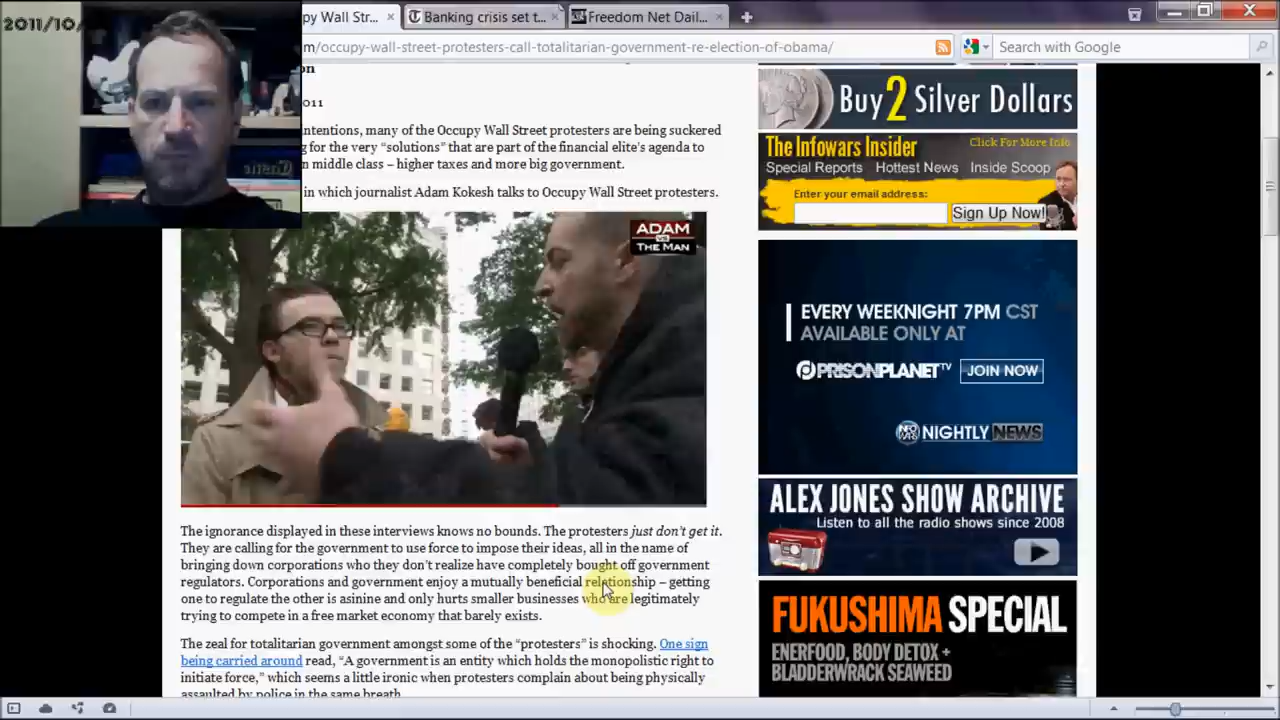 2011/10/
py Wall Str...
Banking crisis set t...
Freedom Net Dail...
m/occupy-wall-street-protesters-call-totalitarian-government-re-election-of-obama/
Search with Google
on
011
intentions, many of the Occupy Wall Street protesters are being suckered
g for the very “solutions” that are part of the financial elite’s agenda to
n middle class – higher taxes and more big government.
in which journalist Adam Kokesh talks to Occupy Wall Street protesters.
ADAM
VS
THE MAN
The ignorance displayed in these interviews knows no bounds. The protesters just don’t get it.
They are calling for the government to use force to impose their ideas, all in the name of
bringing down corporations who they don’t realize have completely bought off government
regulators. Corporations and government enjoy a mutually beneficial relationship – getting
one to regulate the other is asinine and only hurts smaller businesses who are legitimately
trying to compete in a free market economy that barely exists.
The zeal for totalitarian government amongst some of the “protesters” is shocking. One sign
being carried around read, “A government is an entity which holds the monopolistic right to
initiate force,” which seems a little ironic when protesters complain about being physically
assaulted by police in the same breath.
Buy 2 Silver Dollars
The Infowars Insider
Click For More Info
Special Reports Hottest News Inside Scoop
Enter your email address:
Sign Up Now!
EVERY WEEKNIGHT 7PM CST
AVAILABLE ONLY AT
PRISONPLANET TV
JOIN NOW
INFO WARS NIGHTLY NEWS
ALEX JONES SHOW ARCHIVE
Listen to all the radio shows since 2008
FUKUSHIMA SPECIAL
ENERFOOD, BODY DETOX +
BLADDERWRACK SEAWEED